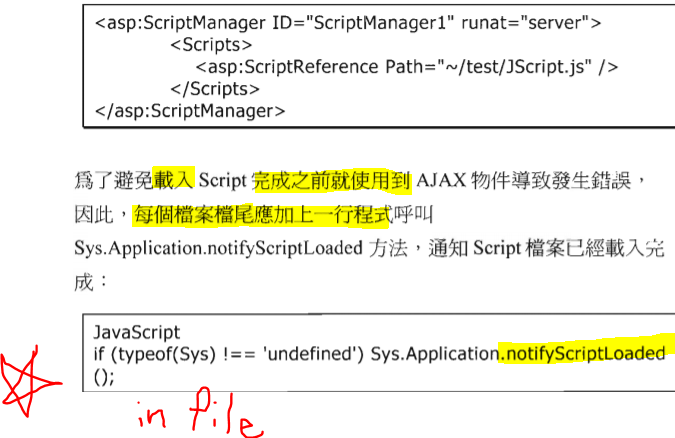 <asp:ScriptManager ID="ScriptManager1" runat="server">
<Scripts>
<asp:ScriptReference Path="~/test/JScript.js" />
</Scripts>
</asp:ScriptManager>
為了避免載入 Script 完成之前就使用到 AJAX 物件導致發生錯誤，
因此，每個檔案檔尾應加上一行程式呼叫
Sys.Application.notifyScriptLoaded 方法，通知 Script 檔案已經載入完
成：
JavaScript
if (typeof(Sys) !== 'undefined') Sys.Application.notifyScriptLoaded
();
in file